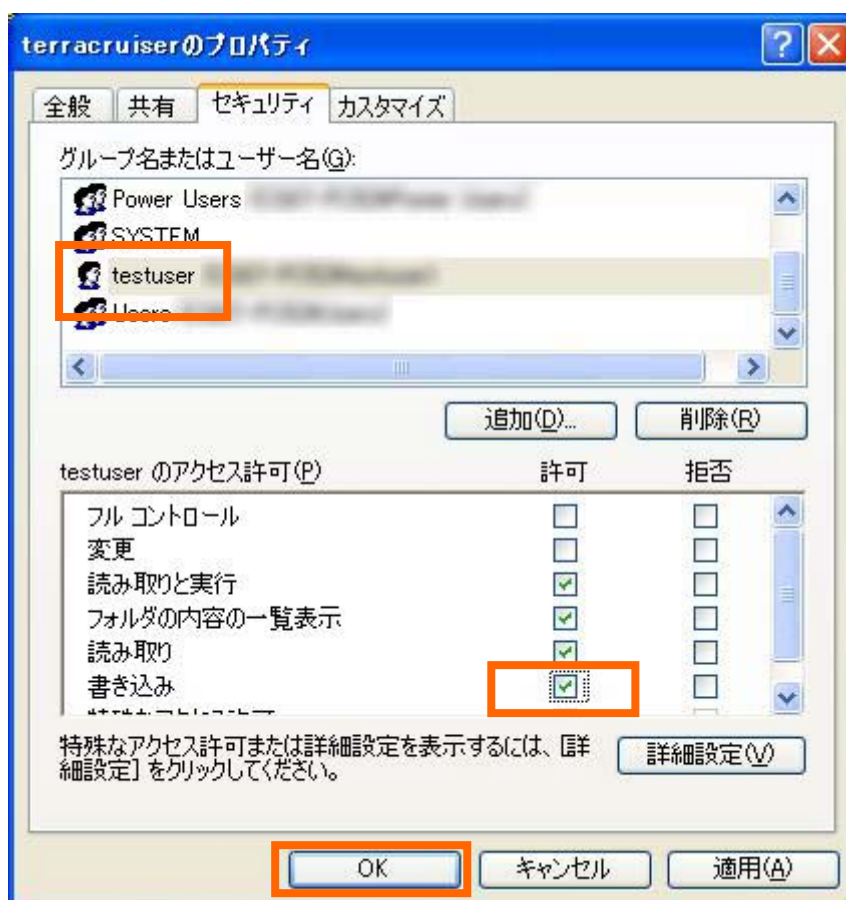 terracruiserのプロパティ
全般 共有 セキュリティ カスタマイズ
グループ名またはユーザー名(G):
Power Users
SYSTEM
testuser
Users
追加(D)... 削除(R)
testuser のアクセス許可(P) 許可 拒否
フル コントロール
変更
読み取りと実行
フォルダの内容の一覧表示
読み取り
書き込み
特殊なアクセス許可または詳細設定を表示するには、[詳
細設定] をクリックしてください。
詳細設定(V)
OK キャンセル 適用(A)